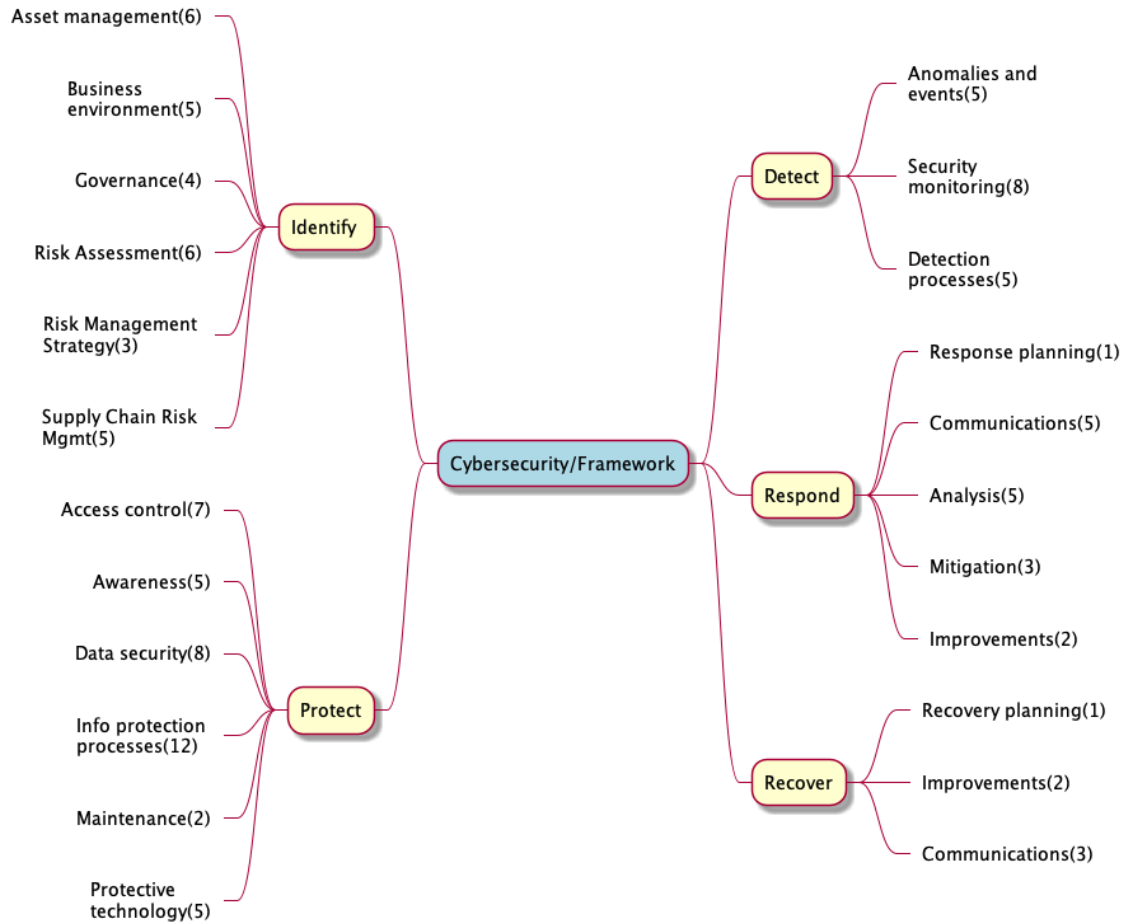 Asset management(6)
Business
environment(5)
Governance(4)
Identify
Risk Assessment(6)
Risk Management
Strategy(3)
Supply Chain Risk
Mgmt(5)
Cybersecurity/Framework
Access control(7)
Awareness(5)
Data security(8)
Protect
Info protection
processes(12)
Maintenance(2)
Protective
technology(5)
Anomalies and
events(5)
Detect
Security
monitoring(8)
Detection
processes(5)
Response planning(1)
Communications(5)
Respond
Analysis(5)
Mitigation(3)
Improvements(2)
Recovery planning(1)
Recover
Improvements(2)
Communications(3)